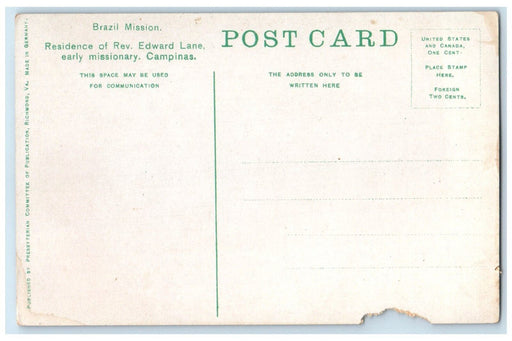 Brazil Mission.
Residence of Rev. Edward Lane,
early missionary. Campinas.
POST CARD
THIS SPACE MAY BE USED
FOR COMMUNICATION
THE ADDRESS ONLY TO BE
WRITTEN HERE
UNITED STATES
AND CANADA,
ONE CENT
PLACE STAMP
HERE.
FOREIGN
TWO CENTS.
PUBLISHED BY PRESBYTERIAN COMMITTEE OF PUBLICATION, RICHMOND, VA. MADE IN GERMANY.